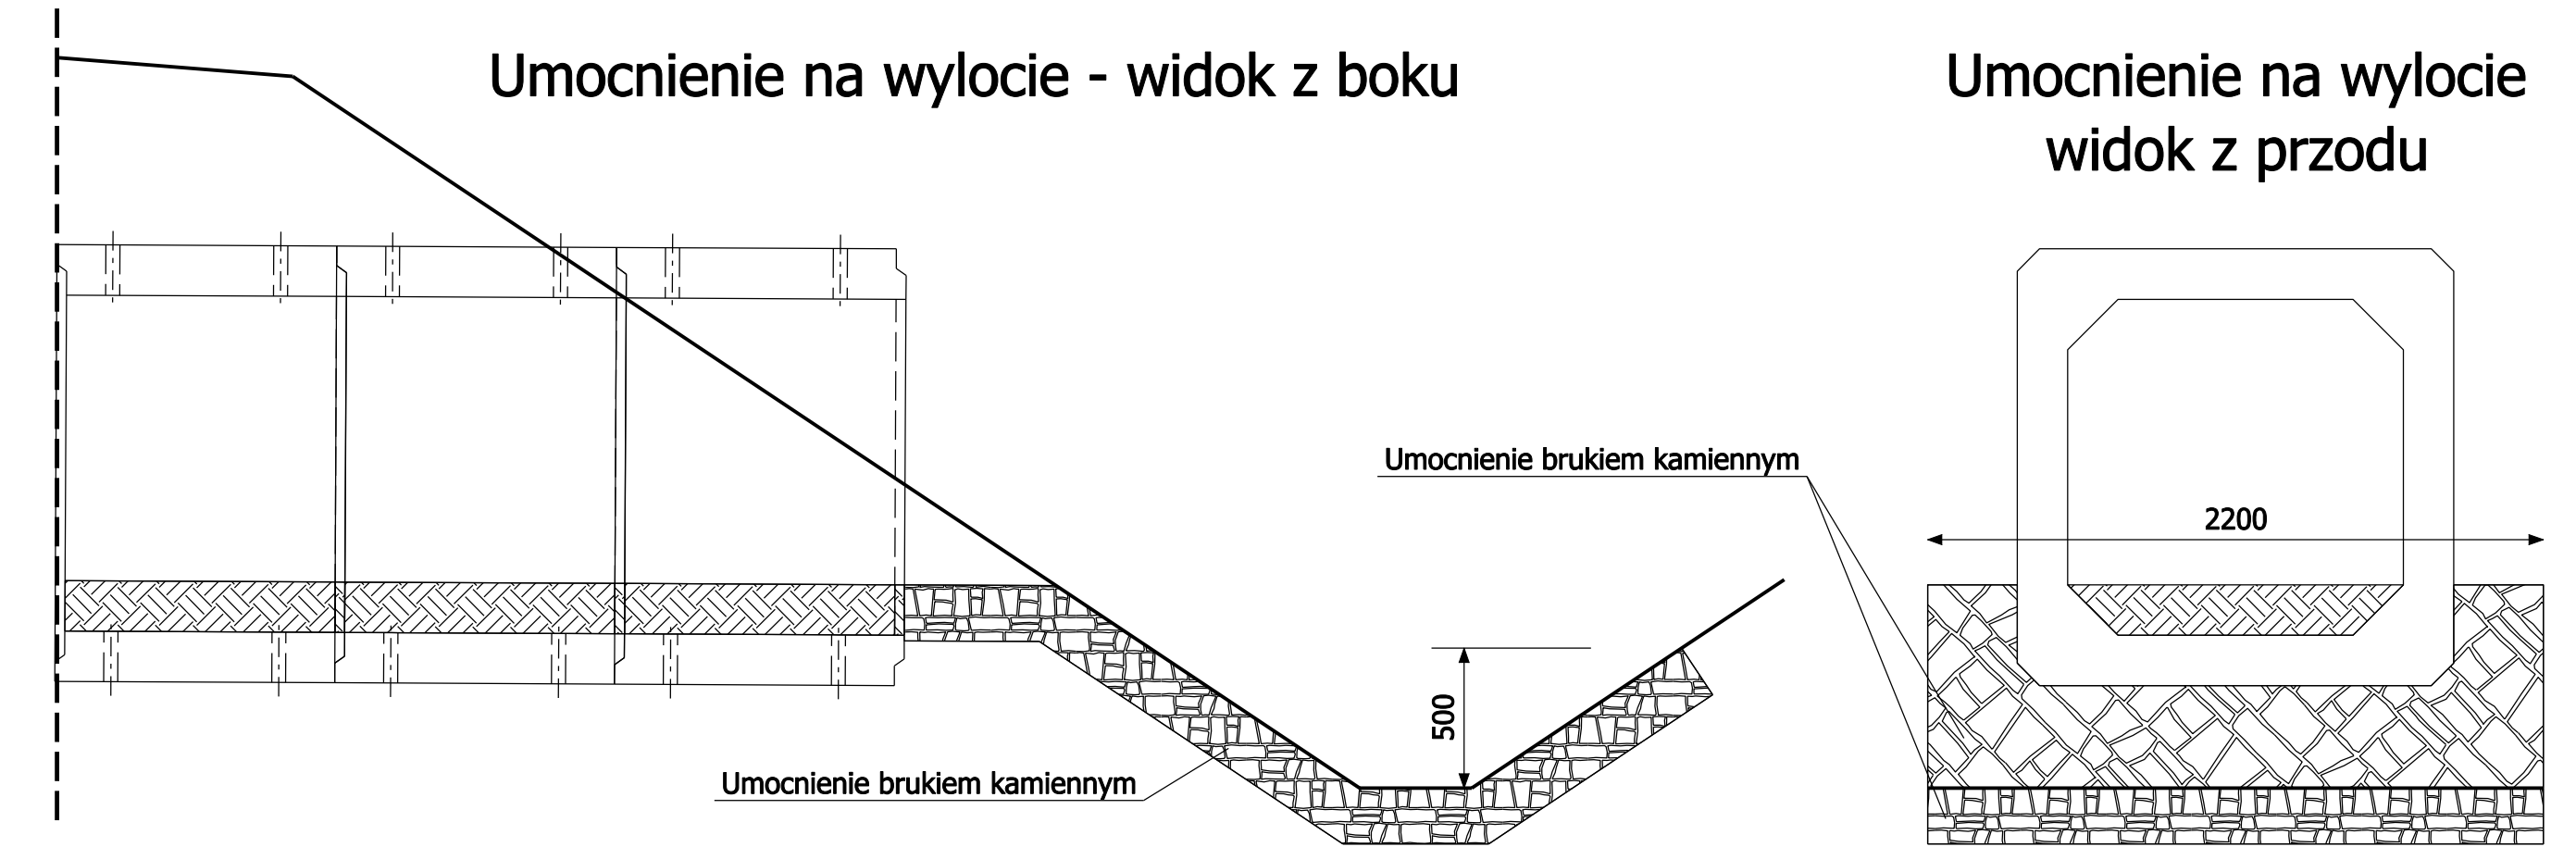 Umocnienie na wylocie - widok z boku
Umocnienie na wylocie
widok z przodu
Umocnienie brukiem kamiennym
2200
500
Umocnienie brukiem kamiennym